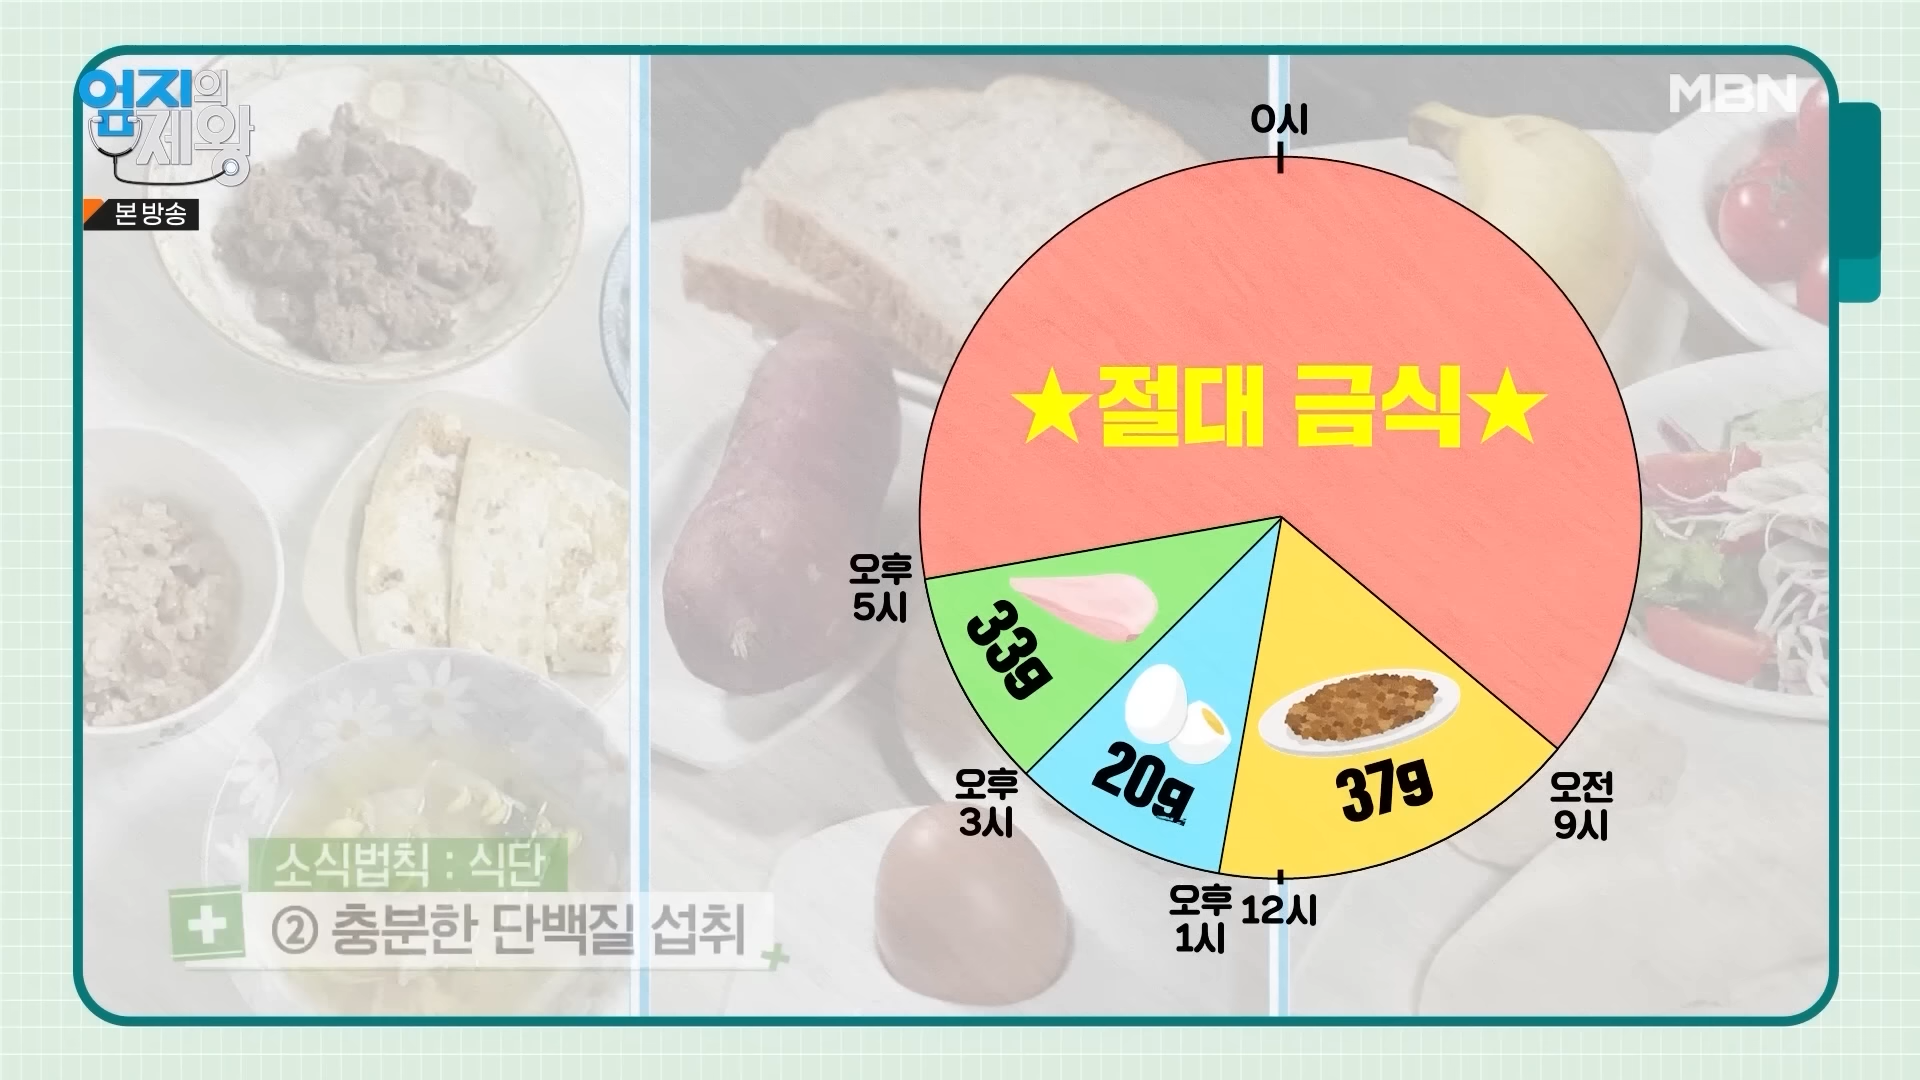 엄지의
제왕
본방송
MBN
0시
★절대 금식★
오후
5시
33g
오후
3시
20g
37g
오전
9시
오후
1시
12시
소식법칙 : 식단
② 충분한 단백질 섭취